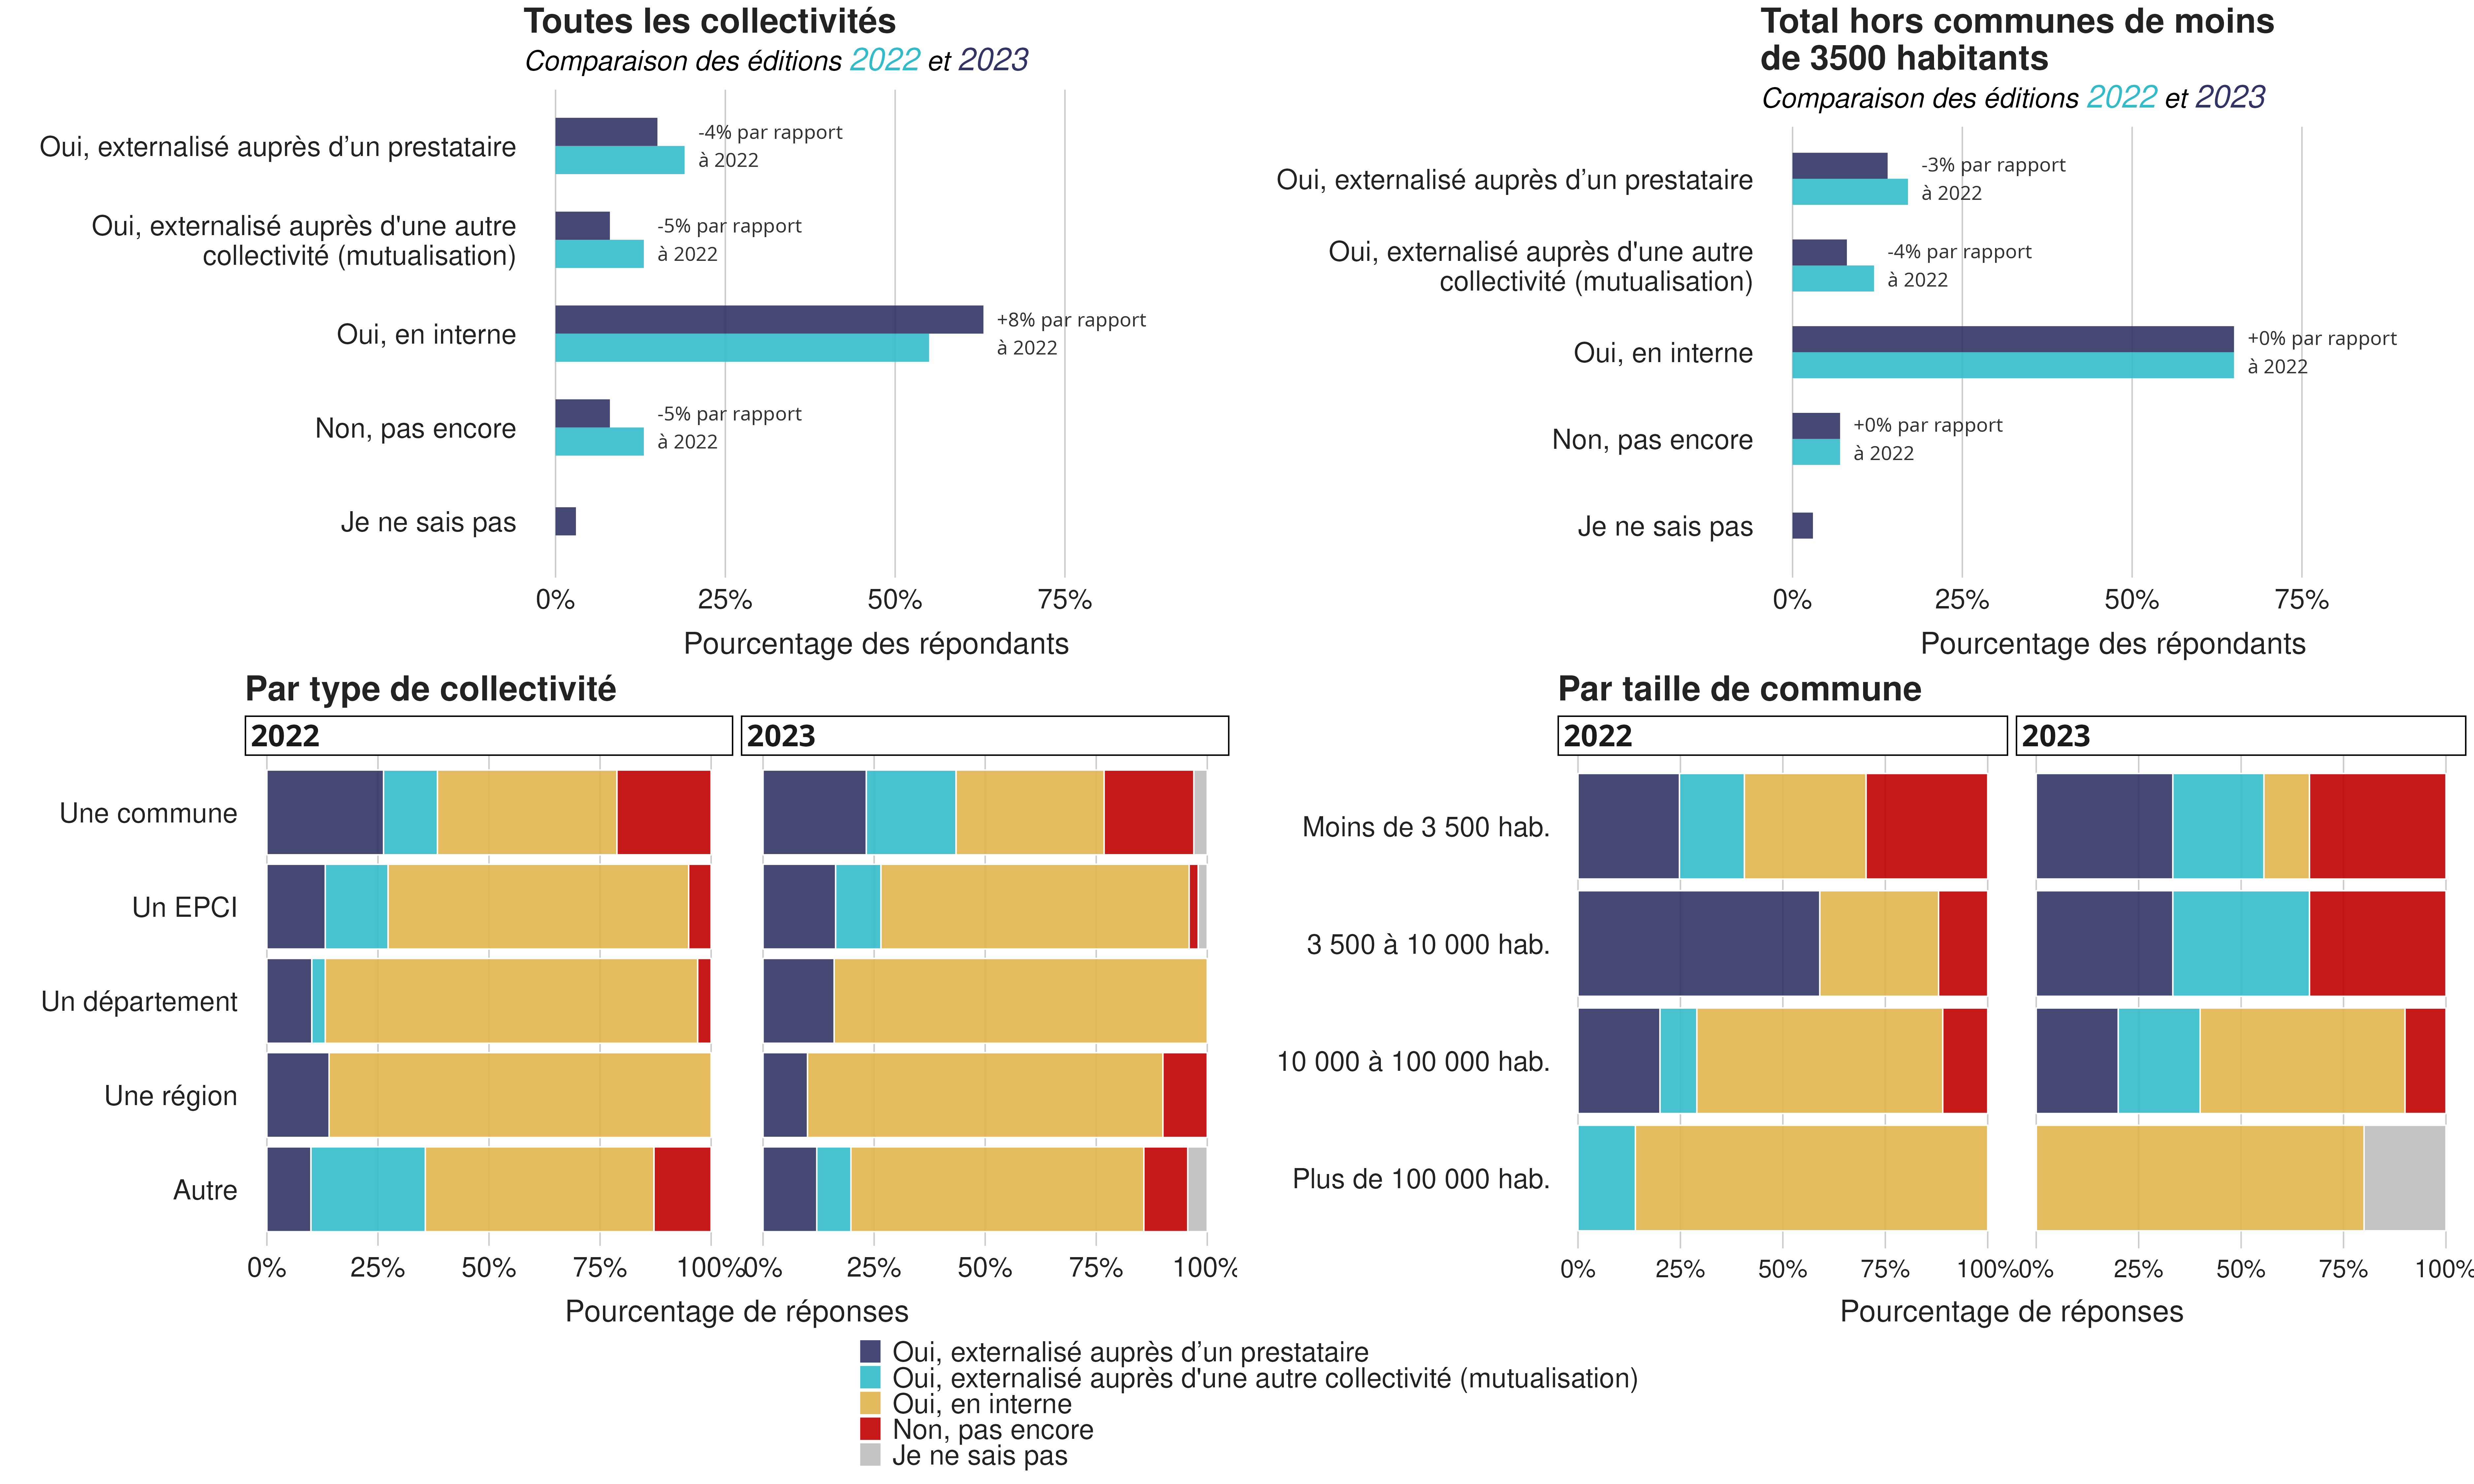 Toutes les collectivités
Comparaison des éditions 2022 et 2023
Oui, externalisé auprès d’un prestataire
-4% par rapport
à 2022
Oui, externalisé auprès d'une autre
collectivité (mutualisation)
-5% par rapport
à 2022
Oui, en interne
+8% par rapport
à 2022
Non, pas encore
-5% par rapport
à 2022
Je ne sais pas
0% 25% 50% 75%
Pourcentage des répondants
Total hors communes de moins
de 3500 habitants
Comparaison des éditions 2022 et 2023
Oui, externalisé auprès d’un prestataire
-3% par rapport
à 2022
Oui, externalisé auprès d'une autre
collectivité (mutualisation)
-4% par rapport
à 2022
Oui, en interne
+0% par rapport
à 2022
Non, pas encore
+0% par rapport
à 2022
Je ne sais pas
0% 25% 50% 75%
Pourcentage des répondants
Par type de collectivité
2022 2023
Une commune
Un EPCI
Un département
Une région
Autre
0% 25% 50% 75% 100% 0% 25% 50% 75% 100%
Pourcentage de réponses
Par taille de commune
2022 2023
Moins de 3 500 hab.
3 500 à 10 000 hab.
10 000 à 100 000 hab.
Plus de 100 000 hab.
0% 25% 50% 75% 100% 0% 25% 50% 75% 100%
Pourcentage de réponses
Oui, externalisé auprès d’un prestataire
Oui, externalisé auprès d'une autre collectivité (mutualisation)
Oui, en interne
Non, pas encore
Je ne sais pas